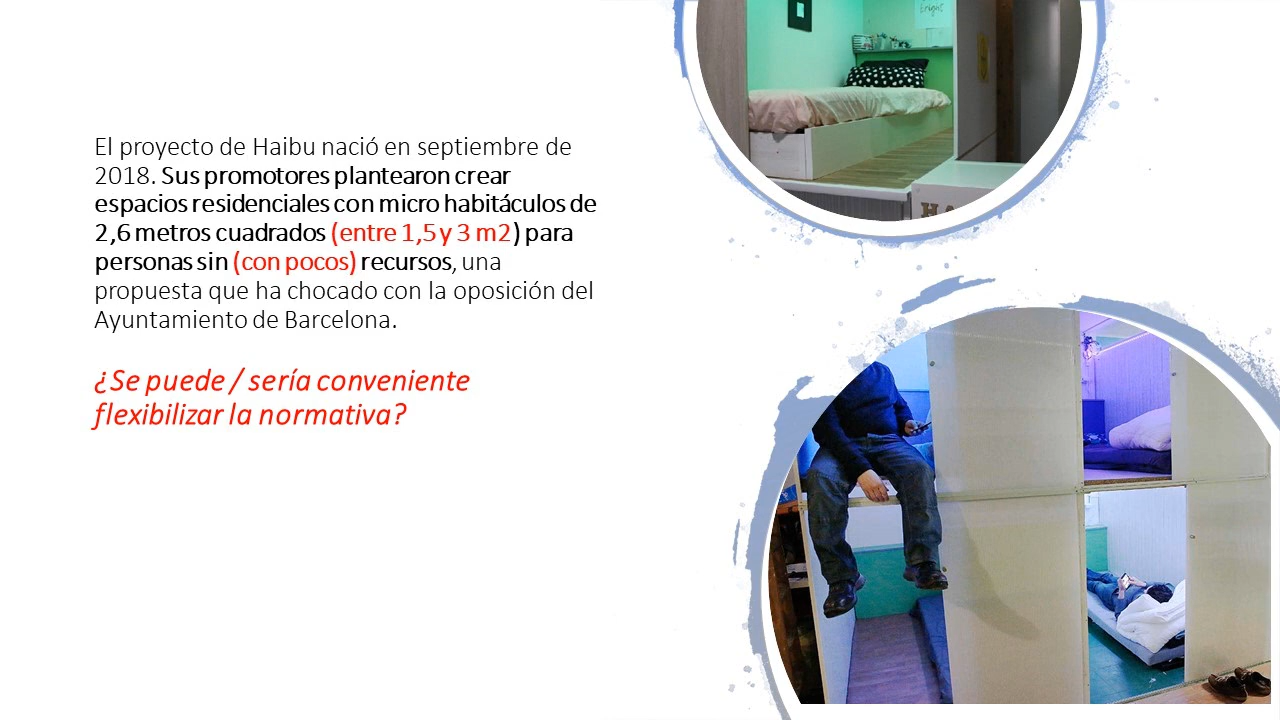 El proyecto de Haibu nació en septiembre de
2018. Sus promotores plantearon crear
espacios residenciales con micro habitáculos de
2,6 metros cuadrados (entre 1,5 y 3 m2) para
personas sin (con pocos) recursos, una
propuesta que ha chocado con la oposición del
Ayuntamiento de Barcelona.
¿Se puede / sería conveniente
flexibilizar la normativa?